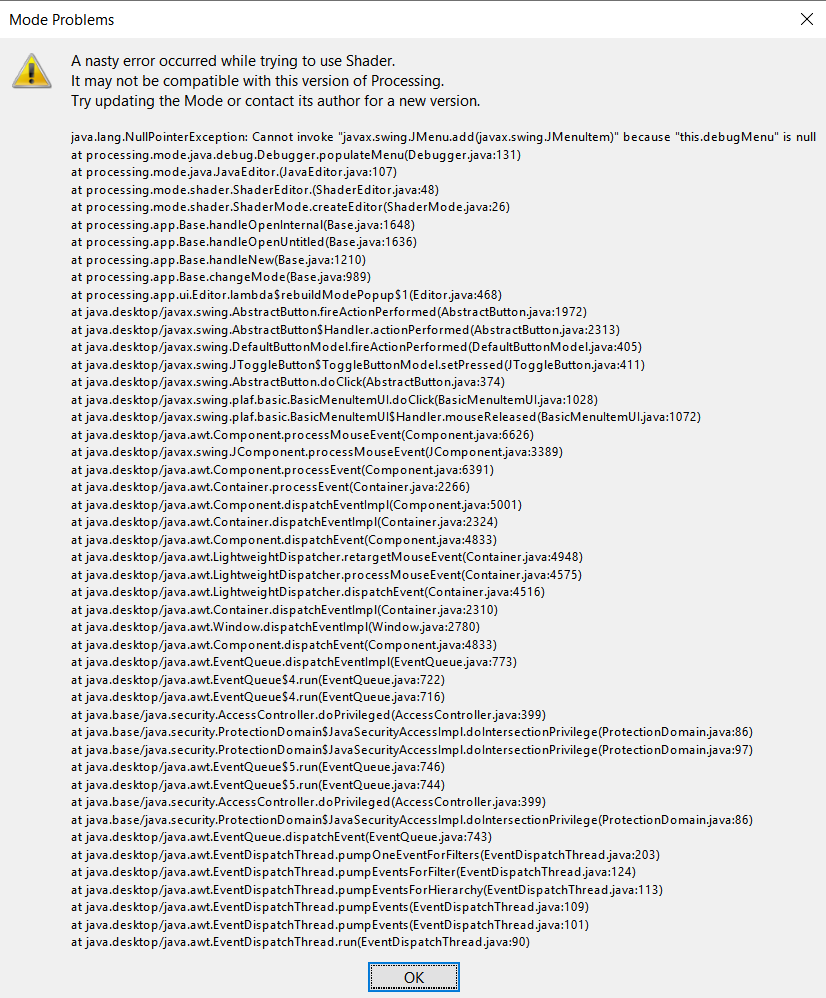 Mode Problems
A nasty error occurred while trying to use Shader.
It may not be compatible with this version of Processing.
Try updating the Mode or contact its author for a new version.
java.lang.NullPointerException: Cannot invoke "javax.swing.JMenu.add(javax.swing.JMenuItem)" because "this.debugMenu" is null
at processing.mode.java.debug.Debugger.populateMenu(Debugger.java:131)
at processing.mode.java.JavaEditor.(JavaEditor.java:107)
at processing.mode.shader.ShaderEditor.(ShaderEditor.java:48)
at processing.mode.shader.ShaderMode.createEditor(ShaderMode.java:26)
at processing.app.Base.handleOpenInternal(Base.java:1648)
at processing.app.Base.handleOpenUntitled(Base.java:1636)
at processing.app.Base.handleNew(Base.java:1210)
at processing.app.Base.changeMode(Base.java:989)
at processing.app.ui.Editor.lambda$rebuildModePopup$1(Editor.java:468)
at java.desktop/javax.swing.AbstractButton.fireActionPerformed(AbstractButton.java:1972)
at java.desktop/javax.swing.AbstractButton$Handler.actionPerformed(AbstractButton.java:2313)
at java.desktop/javax.swing.DefaultButtonModel.fireActionPerformed(DefaultButtonModel.java:405)
at java.desktop/javax.swing.JToggleButton$ToggleButtonModel.setPressed(JToggleButton.java:411)
at java.desktop/javax.swing.AbstractButton.doClick(AbstractButton.java:374)
at java.desktop/javax.swing.plaf.basic.BasicMenuItemUI.doClick(BasicMenuItemUI.java:1028)
at java.desktop/javax.swing.plaf.basic.BasicMenuItemUI$Handler.mouseReleased(BasicMenuItemUI.java:1072)
at java.desktop/java.awt.Component.processMouseEvent(Component.java:6626)
at java.desktop/javax.swing.JComponent.processMouseEvent(JComponent.java:3389)
at java.desktop/java.awt.Component.processEvent(Component.java:6391)
at java.desktop/java.awt.Container.processEvent(Container.java:2266)
at java.desktop/java.awt.Component.dispatchEventImpl(Component.java:5001)
at java.desktop/java.awt.Container.dispatchEventImpl(Container.java:2324)
at java.desktop/java.awt.Component.dispatchEvent(Component.java:4833)
at java.desktop/java.awt.LightweightDispatcher.retargetMouseEvent(Container.java:4948)
at java.desktop/java.awt.LightweightDispatcher.processMouseEvent(Container.java:4575)
at java.desktop/java.awt.LightweightDispatcher.dispatchEvent(Container.java:4516)
at java.desktop/java.awt.Container.dispatchEventImpl(Container.java:2310)
at java.desktop/java.awt.Window.dispatchEventImpl(Window.java:2780)
at java.desktop/java.awt.Component.dispatchEvent(Component.java:4833)
at java.desktop/java.awt.EventQueue.dispatchEventImpl(EventQueue.java:773)
at java.desktop/java.awt.EventQueue$4.run(EventQueue.java:722)
at java.desktop/java.awt.EventQueue$4.run(EventQueue.java:716)
at java.base/java.security.AccessController.doPrivileged(AccessController.java:399)
at java.base/java.security.ProtectionDomain$JavaSecurityAccessImpl.doIntersectionPrivilege(ProtectionDomain.java:86)
at java.base/java.security.ProtectionDomain$JavaSecurityAccessImpl.doIntersectionPrivilege(ProtectionDomain.java:97)
at java.desktop/java.awt.EventQueue$5.run(EventQueue.java:746)
at java.desktop/java.awt.EventQueue$5.run(EventQueue.java:744)
at java.base/java.security.AccessController.doPrivileged(AccessController.java:399)
at java.base/java.security.ProtectionDomain$JavaSecurityAccessImpl.doIntersectionPrivilege(ProtectionDomain.java:86)
at java.desktop/java.awt.EventQueue.dispatchEvent(EventQueue.java:743)
at java.desktop/java.awt.EventDispatchThread.pumpOneEventForFilters(EventDispatchThread.java:203)
at java.desktop/java.awt.EventDispatchThread.pumpEventsForFilter(EventDispatchThread.java:124)
at java.desktop/java.awt.EventDispatchThread.pumpEventsForHierarchy(EventDispatchThread.java:113)
at java.desktop/java.awt.EventDispatchThread.pumpEvents(EventDispatchThread.java:109)
at java.desktop/java.awt.EventDispatchThread.pumpEvents(EventDispatchThread.java:101)
at java.desktop/java.awt.EventDispatchThread.run(EventDispatchThread.java:90)
OK